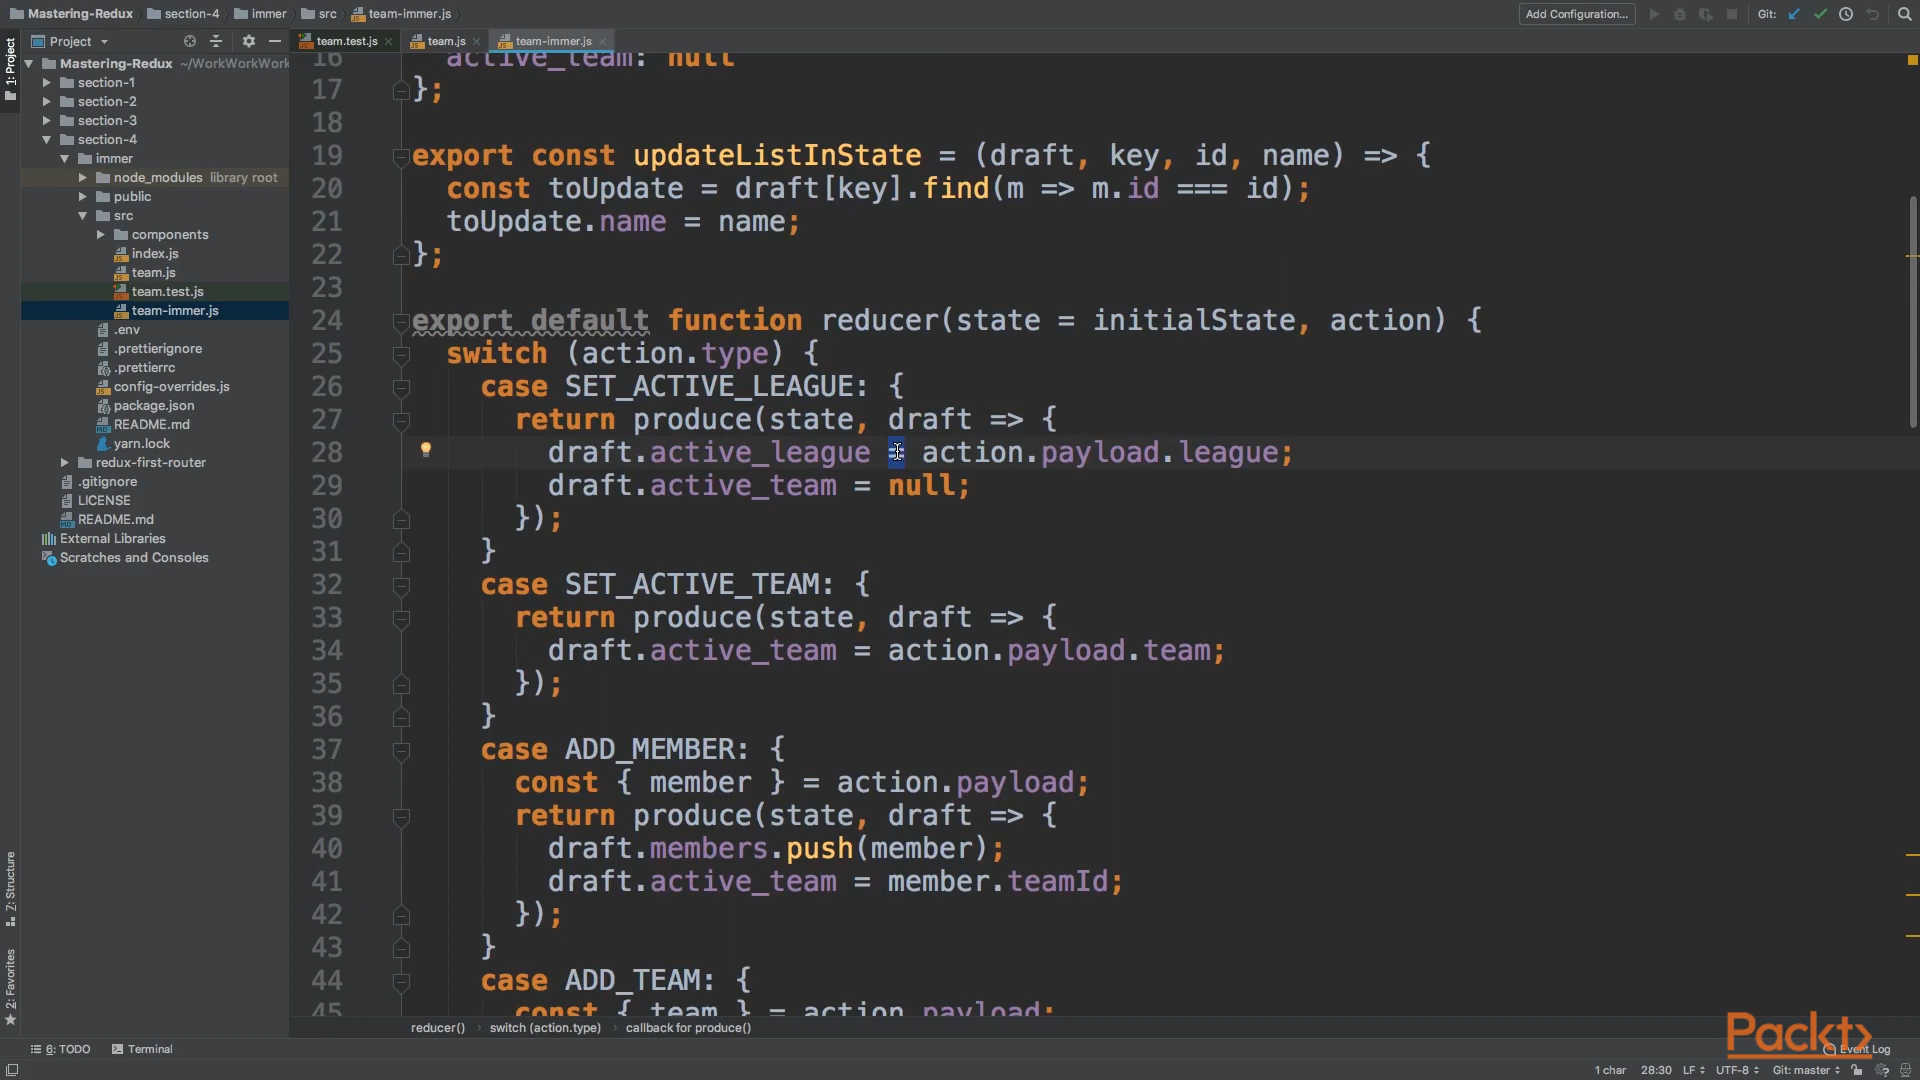 Mastering-Redux section-4 immer src team-immer.js
Add Configuration... Git:
Project
team.test.js team.js team-immer.js
1: Project
Mastering-Redux ~/WorkWorkWork
section-1
section-2
section-3
section-4
immer
node_modules library root
public
src
components
index.js
team.js
team.test.js
team-immer.js
.env
.prettierignore
.prettierrc
config-overrides.js
package.json
README.md
yarn.lock
redux-first-router
.gitignore
LICENSE
README.md
External Libraries
Scratches and Consoles
Z: Structure
2: Favorites
16 active_team: null
17 };
18
19 export const updateListInState = (draft, key, id, name) => {
20 const toUpdate = draft[key].find(m => m.id === id);
21 toUpdate.name = name;
22 };
23
24 export default function reducer(state = initialState, action) {
25 switch (action.type) {
26 case SET_ACTIVE_LEAGUE: {
27 return produce(state, draft => {
28 draft.active_league = action.payload.league;
29 draft.active_team = null;
30 });
31 }
32 case SET_ACTIVE_TEAM: {
33 return produce(state, draft => {
34 draft.active_team = action.payload.team;
35 });
36 }
37 case ADD_MEMBER: {
38 const { member } = action.payload;
39 return produce(state, draft => {
40 draft.members.push(member);
41 draft.active_team = member.teamId;
42 });
43 }
44 case ADD_TEAM: {
45 const { team } = action.payload;
reducer() switch (action.type) callback for produce()
Packt
6: TODO Terminal Event Log
1 char 28:30 LF UTF-8 Git: master